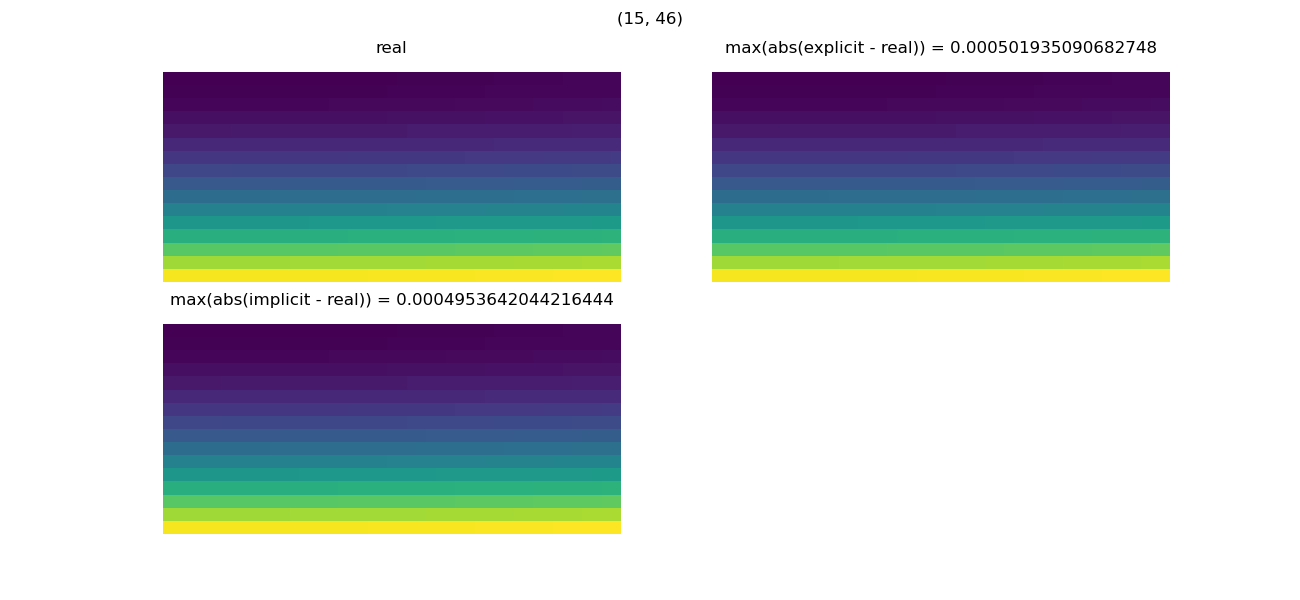 (15, 46)
real
max(abs(explicit - real)) = 0.000501935090682748
max(abs(implicit - real)) = 0.0004953642044216444